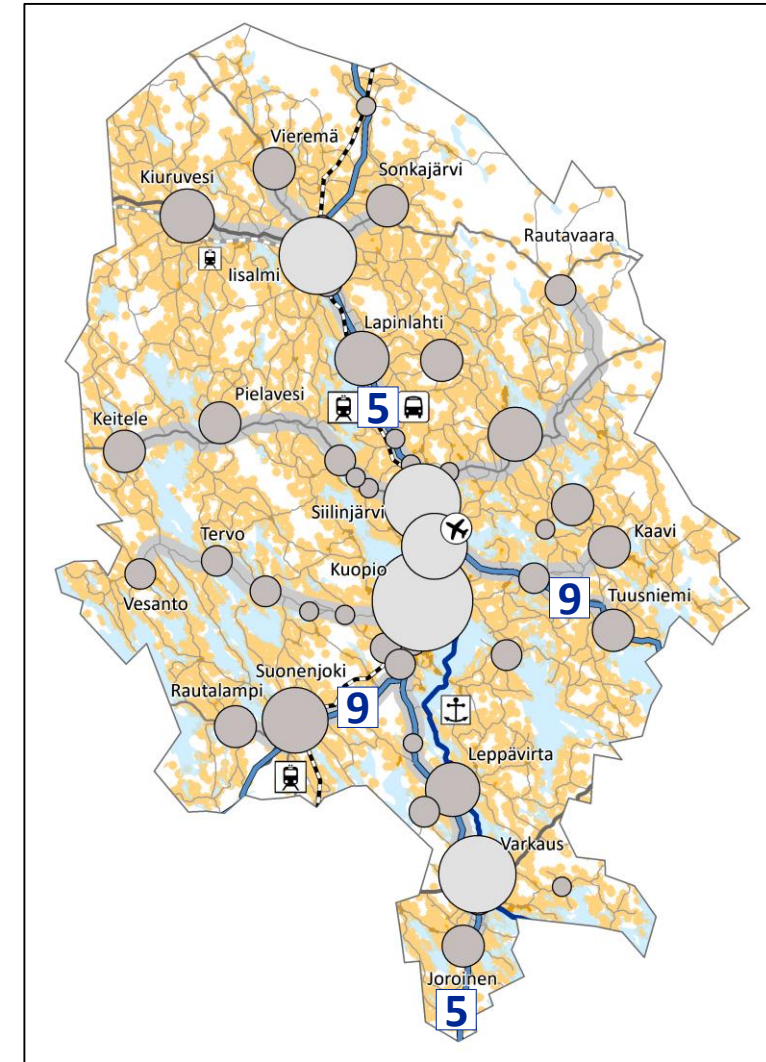 Vieremä
Kiuruvesi
Sonkajärvi
Rautavaara
Iisalmi
Lapinlahti
5
Pielavesi
Keitele
Siilinjärvi
Tervo
Kaavi
Kuopio
9
Tuusniemi
Vesanto
Suonenjoki
Rautalampi
9
Leppävirta
Varkaus
Joroinen
5